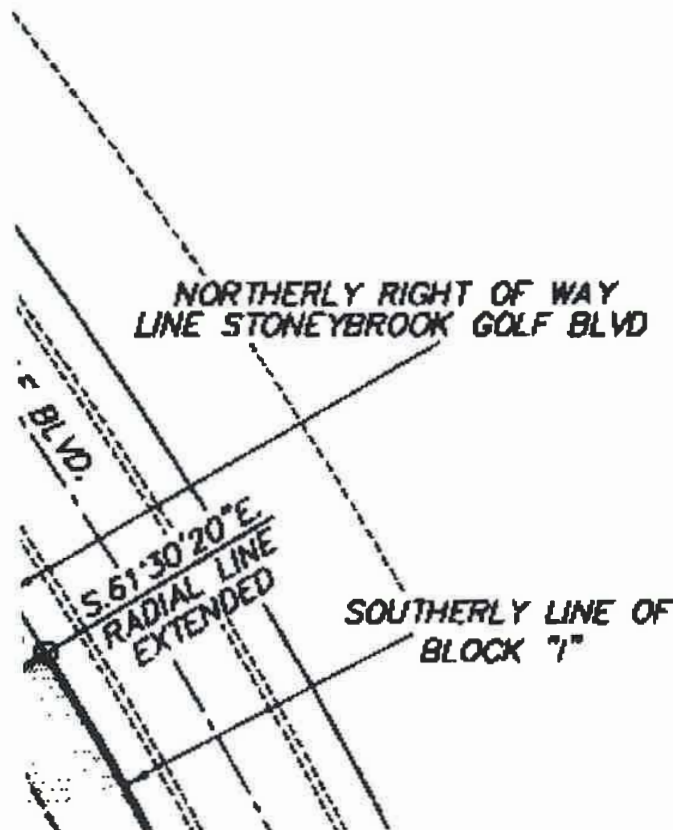 NORTHERLY RIGHT OF WAY
LINE STONEYBROOK GOLF BLVD
BLVD.
S.61°30'20"E.
RADIAL LINE
EXTENDED
SOUTHERLY LINE OF
BLOCK "I"